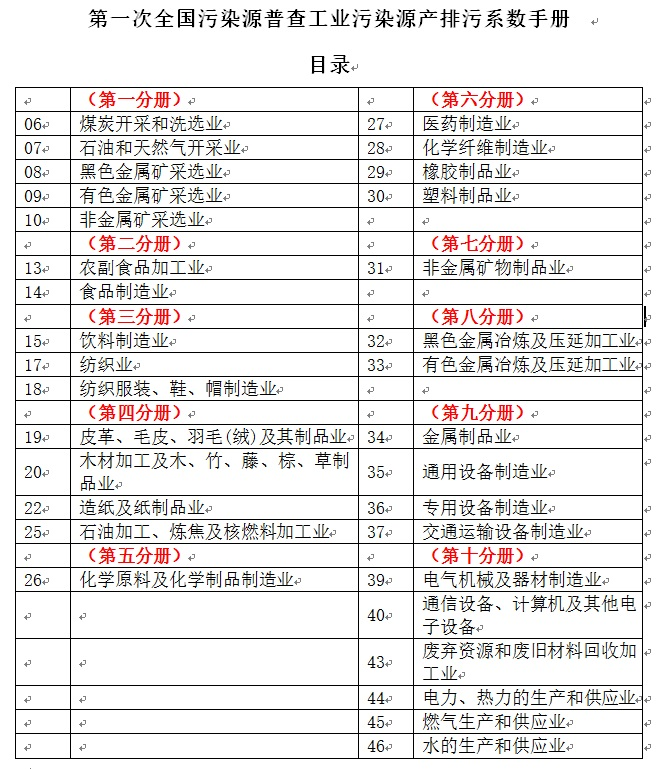 第一次全国污染源普查工业污染源产排污系数手册
目录
（第一分册） （第六分册）
06 煤炭开采和洗选业 27 医药制造业
07 石油和天然气开采业 28 化学纤维制造业
08 黑色金属矿采选业 29 橡胶制品业
09 有色金属矿采选业 30 塑料制品业
10 非金属矿采选业
（第二分册） （第七分册）
13 农副食品加工业 31 非金属矿物制品业
14 食品制造业
（第三分册） （第八分册）
15 饮料制造业 32 黑色金属冶炼及压延加工业
17 纺织业 33 有色金属冶炼及压延加工业
18 纺织服装、鞋、帽制造业
（第四分册） （第九分册）
19 皮革、毛皮、羽毛(绒)及其制品业 34 金属制品业
20 木材加工及木、竹、藤、棕、草制
品业 35 通用设备制造业
22 造纸及纸制品业 36 专用设备制造业
25 石油加工、炼焦及核燃料加工业 37 交通运输设备制造业
（第五分册） （第十分册）
26 化学原料及化学制品制造业 39 电气机械及器材制造业
40 通信设备、计算机及其他电
子设备
43 废弃资源和废旧材料回收加
工业
44 电力、热力的生产和供应业
45 燃气生产和供应业
46 水的生产和供应业